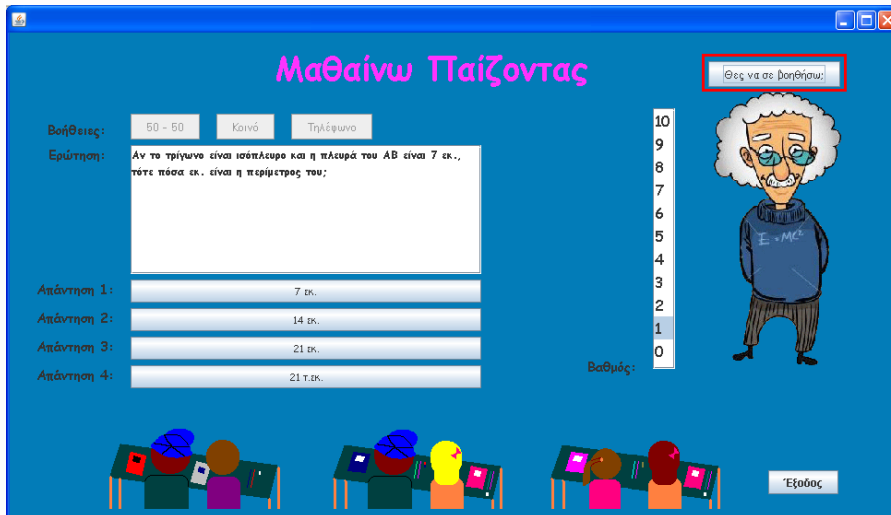 Μαθαίνω Παίζοντας
Θες να σε βοηθήσω;
Βοήθειες: 50 - 50 Κοινό Τηλέφωνο
Ερώτηση: Αν το τρίγωνο είναι ισόπλευρο και η πλευρά του ΑΒ είναι 7 εκ.,
τότε πόσα εκ. είναι η περίμετρος του;
Απάντηση 1: 7 εκ.
Απάντηση 2: 14 εκ.
Απάντηση 3: 21 εκ.
Απάντηση 4: 21 τ.εκ.
Βαθμός:
10
9
8
7
6
5
4
3
2
1
0
E = MC²
Έξοδος